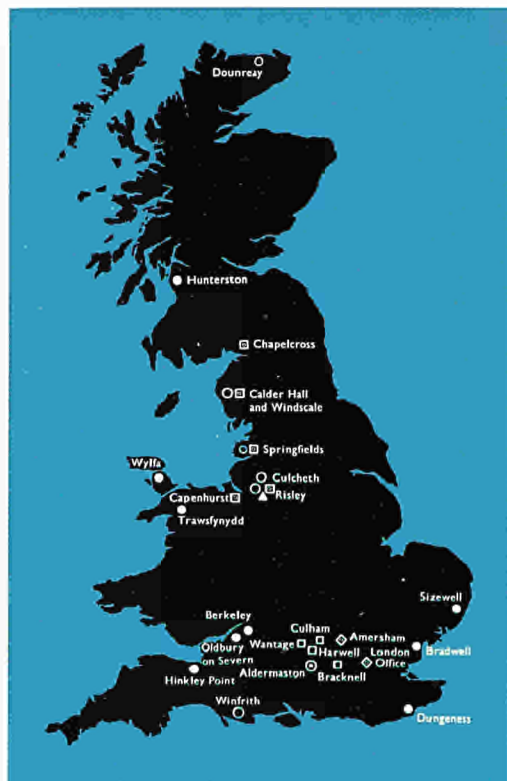 Dounreay
Hunterston
Chapelcross
Calder Hall
and Windscale
Springfields
Wylfa
Culcheth
Capenhurst
Risley
Trawsfynydd
Sizewell
Berkeley
Culham
Amersham
Oldbury
on Severn
Wantage
Harwell
London
Office
Bradwell
Aldermaston
Bracknell
Hinkley Point
Winfrith
Dungeness